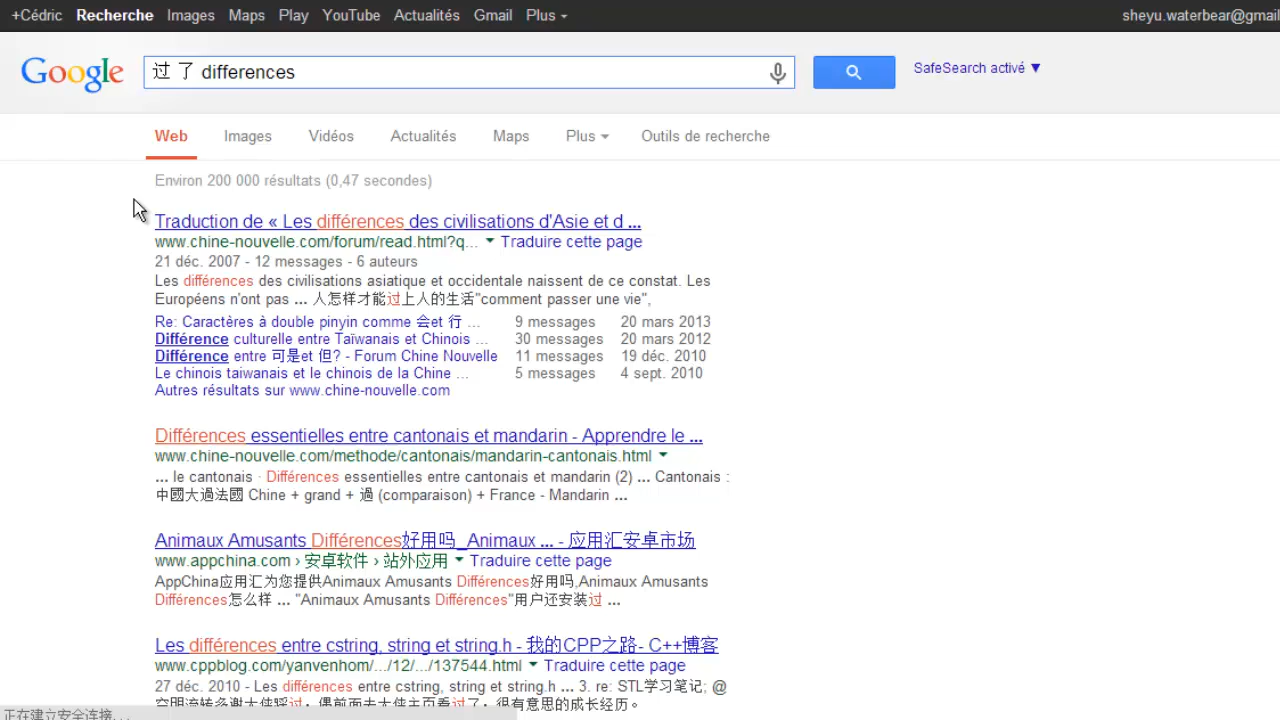 +Cédric Recherche Images Maps Play YouTube Actualités Gmail Plus
sheyu.waterbear@gmail
Google
过 了 differences
SafeSearch activé
Web Images Vidéos Actualités Maps Plus Outils de recherche
Environ 200 000 résultats (0,47 secondes)
Traduction de « Les différences des civilisations d'Asie et d ...
www.chine-nouvelle.com/forum/read.html?q... Traduire cette page
21 déc. 2007 - 12 messages - 6 auteurs
Les différences des civilisations asiatique et occidentale naissent de ce constat. Les
Européens n'ont pas ... 人怎样才能过上人的生活"comment passer une vie",
Re: Caractères à double pinyin comme 会et 行 ... 9 messages 20 mars 2013
Différence culturelle entre Taïwanais et Chinois ... 30 messages 20 mars 2012
Différence entre 可是et 但? - Forum Chine Nouvelle 11 messages 19 déc. 2010
Le chinois taiwanais et le chinois de la Chine ... 5 messages 4 sept. 2010
Autres résultats sur www.chine-nouvelle.com
Différences essentielles entre cantonais et mandarin - Apprendre le ...
www.chine-nouvelle.com/methode/cantonais/mandarin-cantonais.html
... le cantonais · Différences essentielles entre cantonais et mandarin (2) ... Cantonais :
中國大過法國 Chine + grand + 過 (comparaison) + France - Mandarin ...
Animaux Amusants Différences好用吗_Animaux ... - 应用汇安卓市场
www.appchina.com › 安卓软件 › 站外应用 Traduire cette page
AppChina应用汇为您提供Animaux Amusants Différences好用吗,Animaux Amusants
Différences怎么样 ... "Animaux Amusants Différences"用户还安装过 ...
Les différences entre cstring, string et string.h - 我的CPP之路- C++博客
www.cppblog.com/yanvenhom/.../12/.../137544.html Traduire cette page
27 déc. 2010 - Les différences entre cstring, string et string.h ... 3. re: STL学习笔记; @
很有意思的成长经历。
正在建立安全连接...